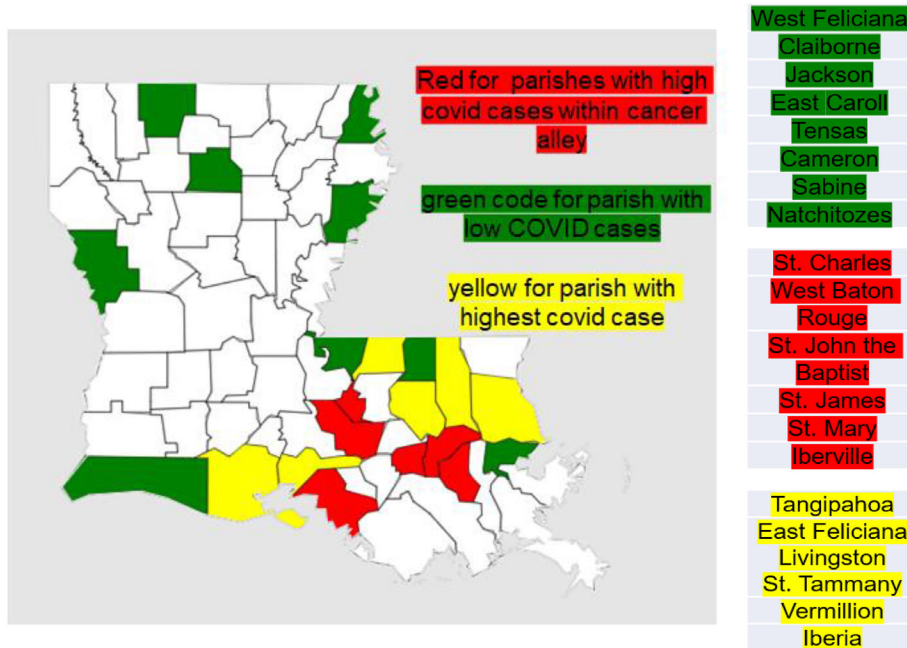 Red for parishes with high
covid cases within cancer
alley
green code for parish with
low COVID cases
yellow for parish with
highest covid case
West Feliciana
Claiborne
Jackson
East Caroll
Tensas
Cameron
Sabine
Natchitozes
St. Charles
West Baton
Rouge
St. John the
Baptist
St. James
St. Mary
Iberville
Tangipahoa
East Feliciana
Livingston
St. Tammany
Vermillion
Iberia